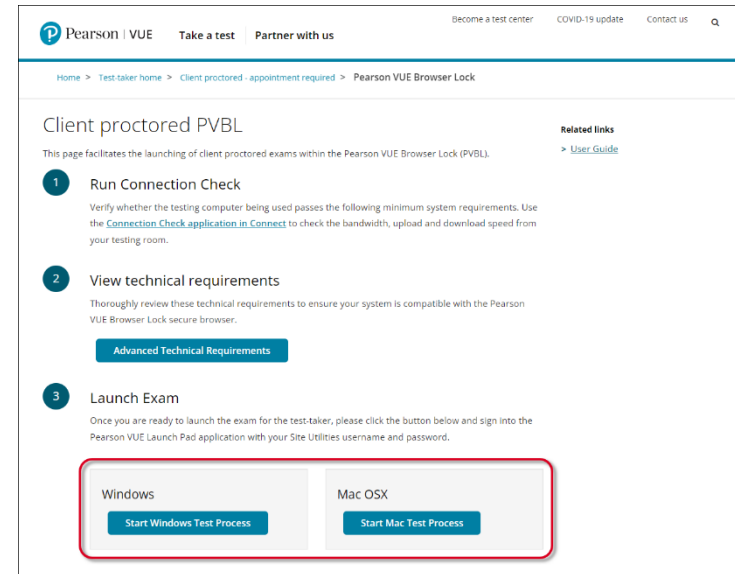 Become a test center COVID-19 update Contact us
Pearson | VUE Take a test Partner with us
Home > Test-taker home > Client proctored - appointment required > Pearson VUE Browser Lock
Client proctored PVBL
Related links
This page facilitates the launching of client proctored exams within the Pearson VUE Browser Lock (PVBL).
> User Guide
1 Run Connection Check
Verify whether the testing computer being used passes the following minimum system requirements. Use
the Connection Check application in Connect to check the bandwidth, upload and download speed from
your testing room.
2 View technical requirements
Thoroughly review these technical requirements to ensure your system is compatible with the Pearson
VUE Browser Lock secure browser.
Advanced Technical Requirements
3 Launch Exam
Once you are ready to launch the exam for the test-taker, please click the button below and sign into the
Pearson VUE Launch Pad application with your Site Utilities username and password.
Windows Mac OSX
Start Windows Test Process Start Mac Test Process